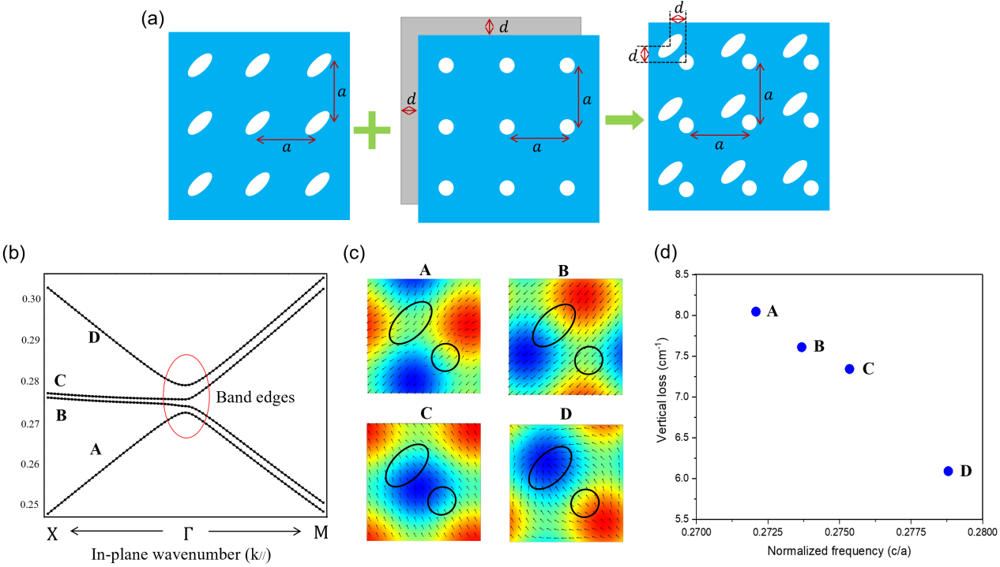 (a)
d
d
a
a
d
d
a
a
d
a
a
(b)
0.30
0.29
0.28
0.27
0.26
0.25
D
C
B
A
Band edges
X Γ M
In-plane wavenumber (k//)
(c)
A
B
C
D
(d)
8.5
8.0
7.5
7.0
6.5
6.0
5.5
Vertical loss (cm⁻¹)
A
B
C
D
0.270 0.2725 0.275 0.2775 0.2800
Normalized frequency (c/a)